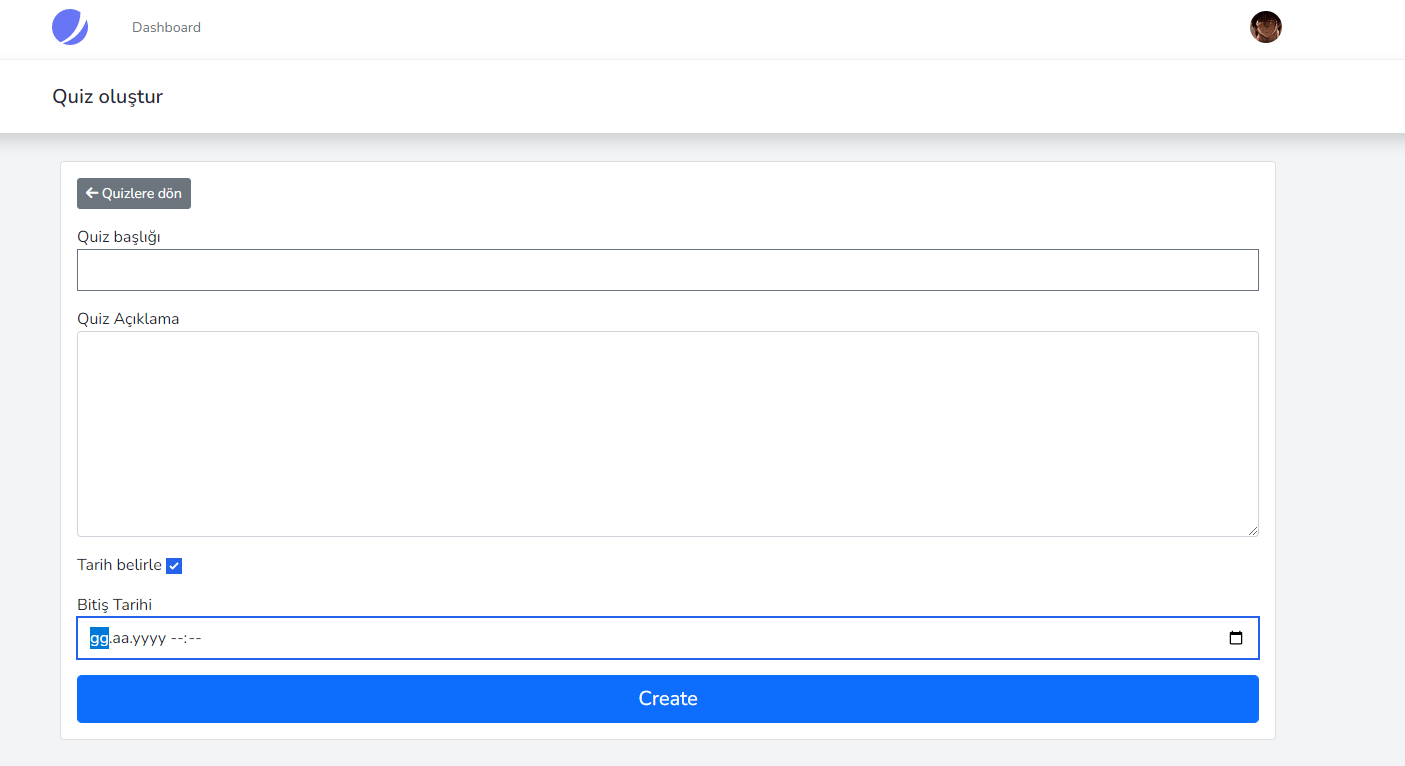 Dashboard
Quiz oluştur
Quizlere dön
Quiz başlığı
Quiz Açıklama
Tarih belirle
Bitiş Tarihi
gg.aa.yyyy --:--
Create